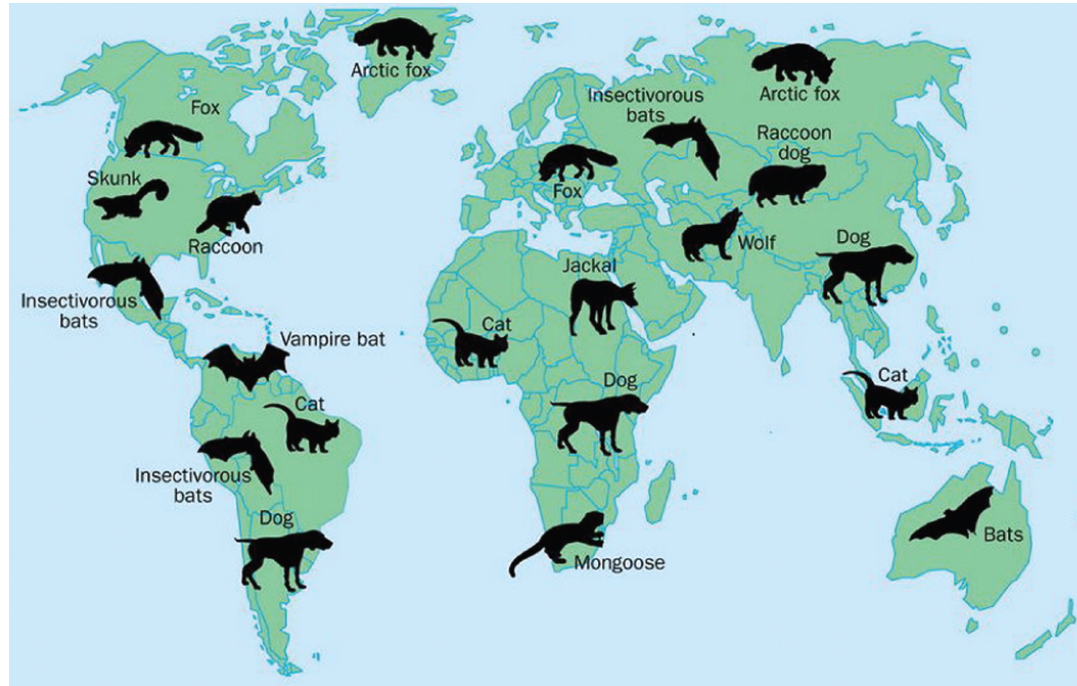 Arctic fox
Arctic fox
Insectivorous
bats
Fox
Raccoon
dog
Skunk
Fox
Raccoon
Wolf
Dog
Jackal
Insectivorous
bats
Cat
Vampire bat
Dog
Cat
Cat
Insectivorous
bats
Dog
Bats
Mongoose